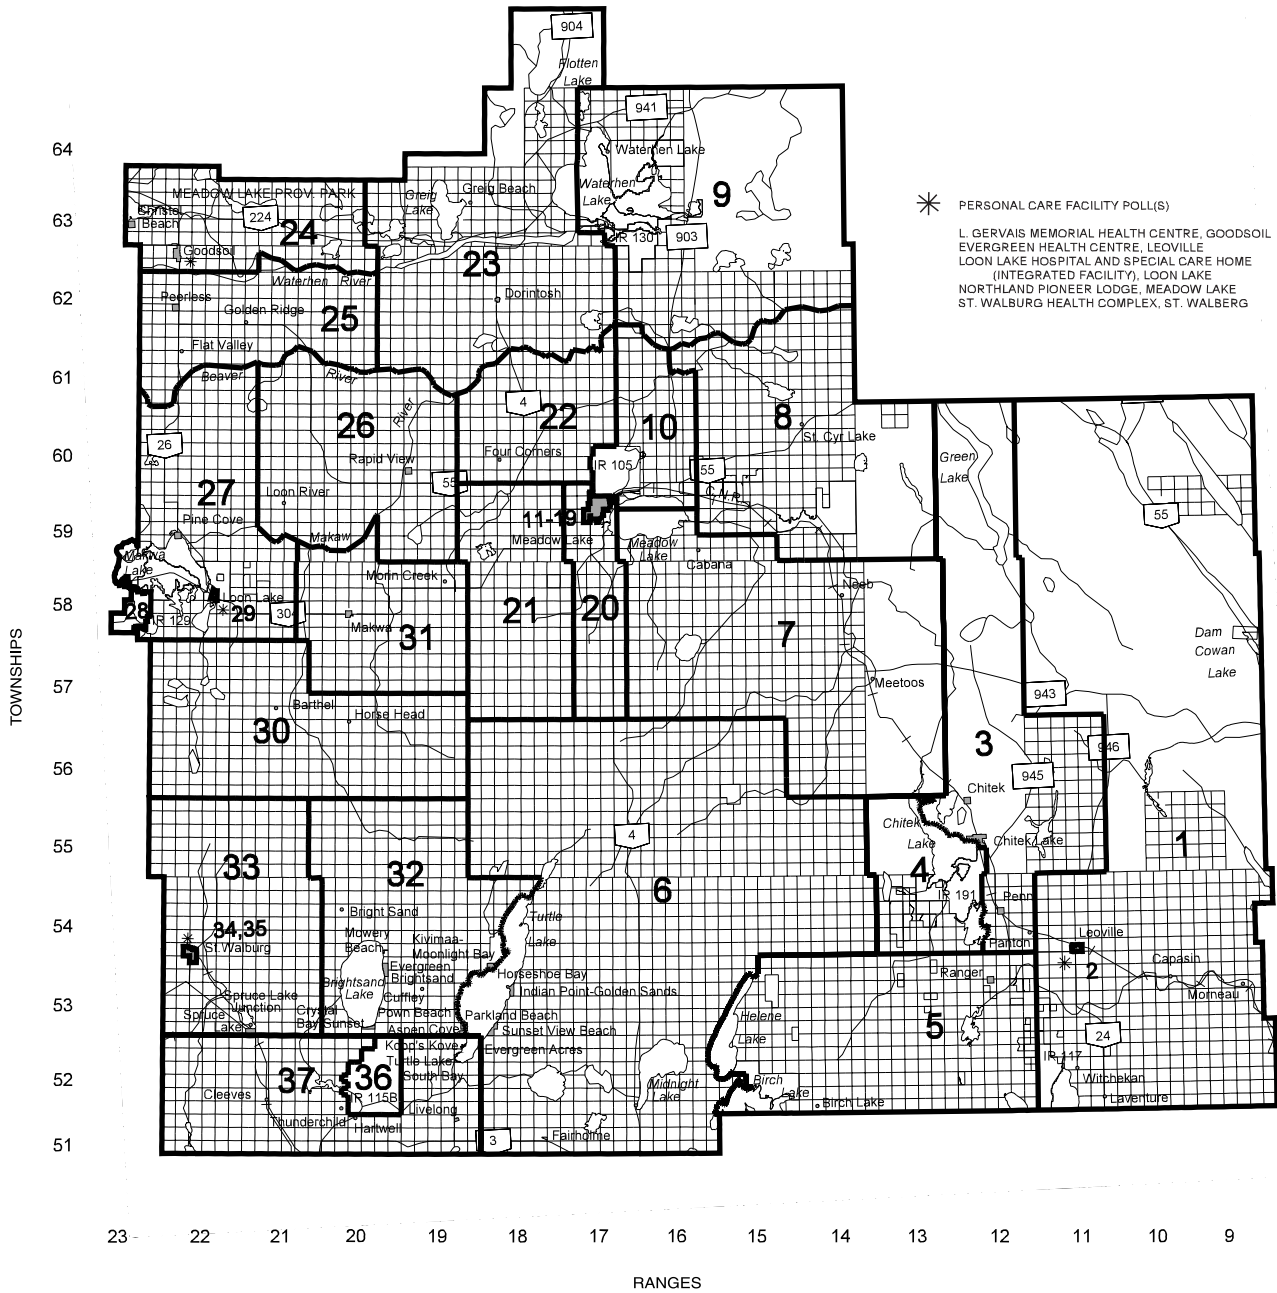 904
Flotten
Lake
941
64
Waterhen Lake
MEADOW LAKE PROV. PARK
Greig Beach
Greig
Lake
Waterhen
Lake
9
PERSONAL CARE FACILITY POLL(S)
Christel
Beach
63
224
24
IR 130
903
L. GERVAIS MEMORIAL HEALTH CENTRE, GOODSOIL
EVERGREEN HEALTH CENTRE, LEOVILLE
LOON LAKE HOSPITAL AND SPECIAL CARE HOME
(INTEGRATED FACILITY), LOON LAKE
NORTHLAND PIONEER LODGE, MEADOW LAKE
ST. WALBURG HEALTH COMPLEX, ST. WALBERG
Goodsoil
23
Waterhen River
62
Peerless
Dorintosh
Golden Ridge
25
Flat Valley
61
Beaver
River
4
22
26
River
10
8
St. Cyr Lake
26
60
Four Corners
IR 105
Rapid View
55
55
Green
Lake
27
Loon River
C.N.R.
55
Pine Cove
11-19
59
Makaw
Meadow Lake
Meadow
Lake
Makwa
Lake
Cabana
Morin Creek
Neeb
58
28
IR 129
Loon Lake
29
304
21
20
Makwa
31
7
Dam
Cowan
Lake
TOWNSHIPS
57
Meetoos
943
Barthel
Horse Head
30
3
946
56
945
Chitek
4
Chitek
Lake
Chitek Lake
55
1
33
32
4
6
IR 191
Penn
54
Bright Sand
Turtle
Lake
34,35
St.Walburg
Mowery
Beach
Kivimaa-
Moonlight Bay
Panton
Leoville
Evergreen
Brightsand
Horseshoe Bay
Ranger
2
Capasin
Brightsand
Lake
Indian Point-Golden Sands
Morneau
53
Spruce Lake
Junction
Cuffley
Spruce
Lake
Crystal
Bay Sunset
Pown Beach
Parkland Beach
Helene
Lake
5
Aspen Cove
Sunset View Beach
24
Koop's Kove
Evergreen Acres
IR 117
Turtle Lake
South Bay
52
37
36
IR 115B
Midnight
Lake
Birch
Lake
Witchekan
Cleeves
Birch Lake
Laventure
Livelong
Thunderchild
Hartwell
51
3
Fairholme
23 22 21 20 19 18 17 16 15 14 13 12 11 10 9
RANGES